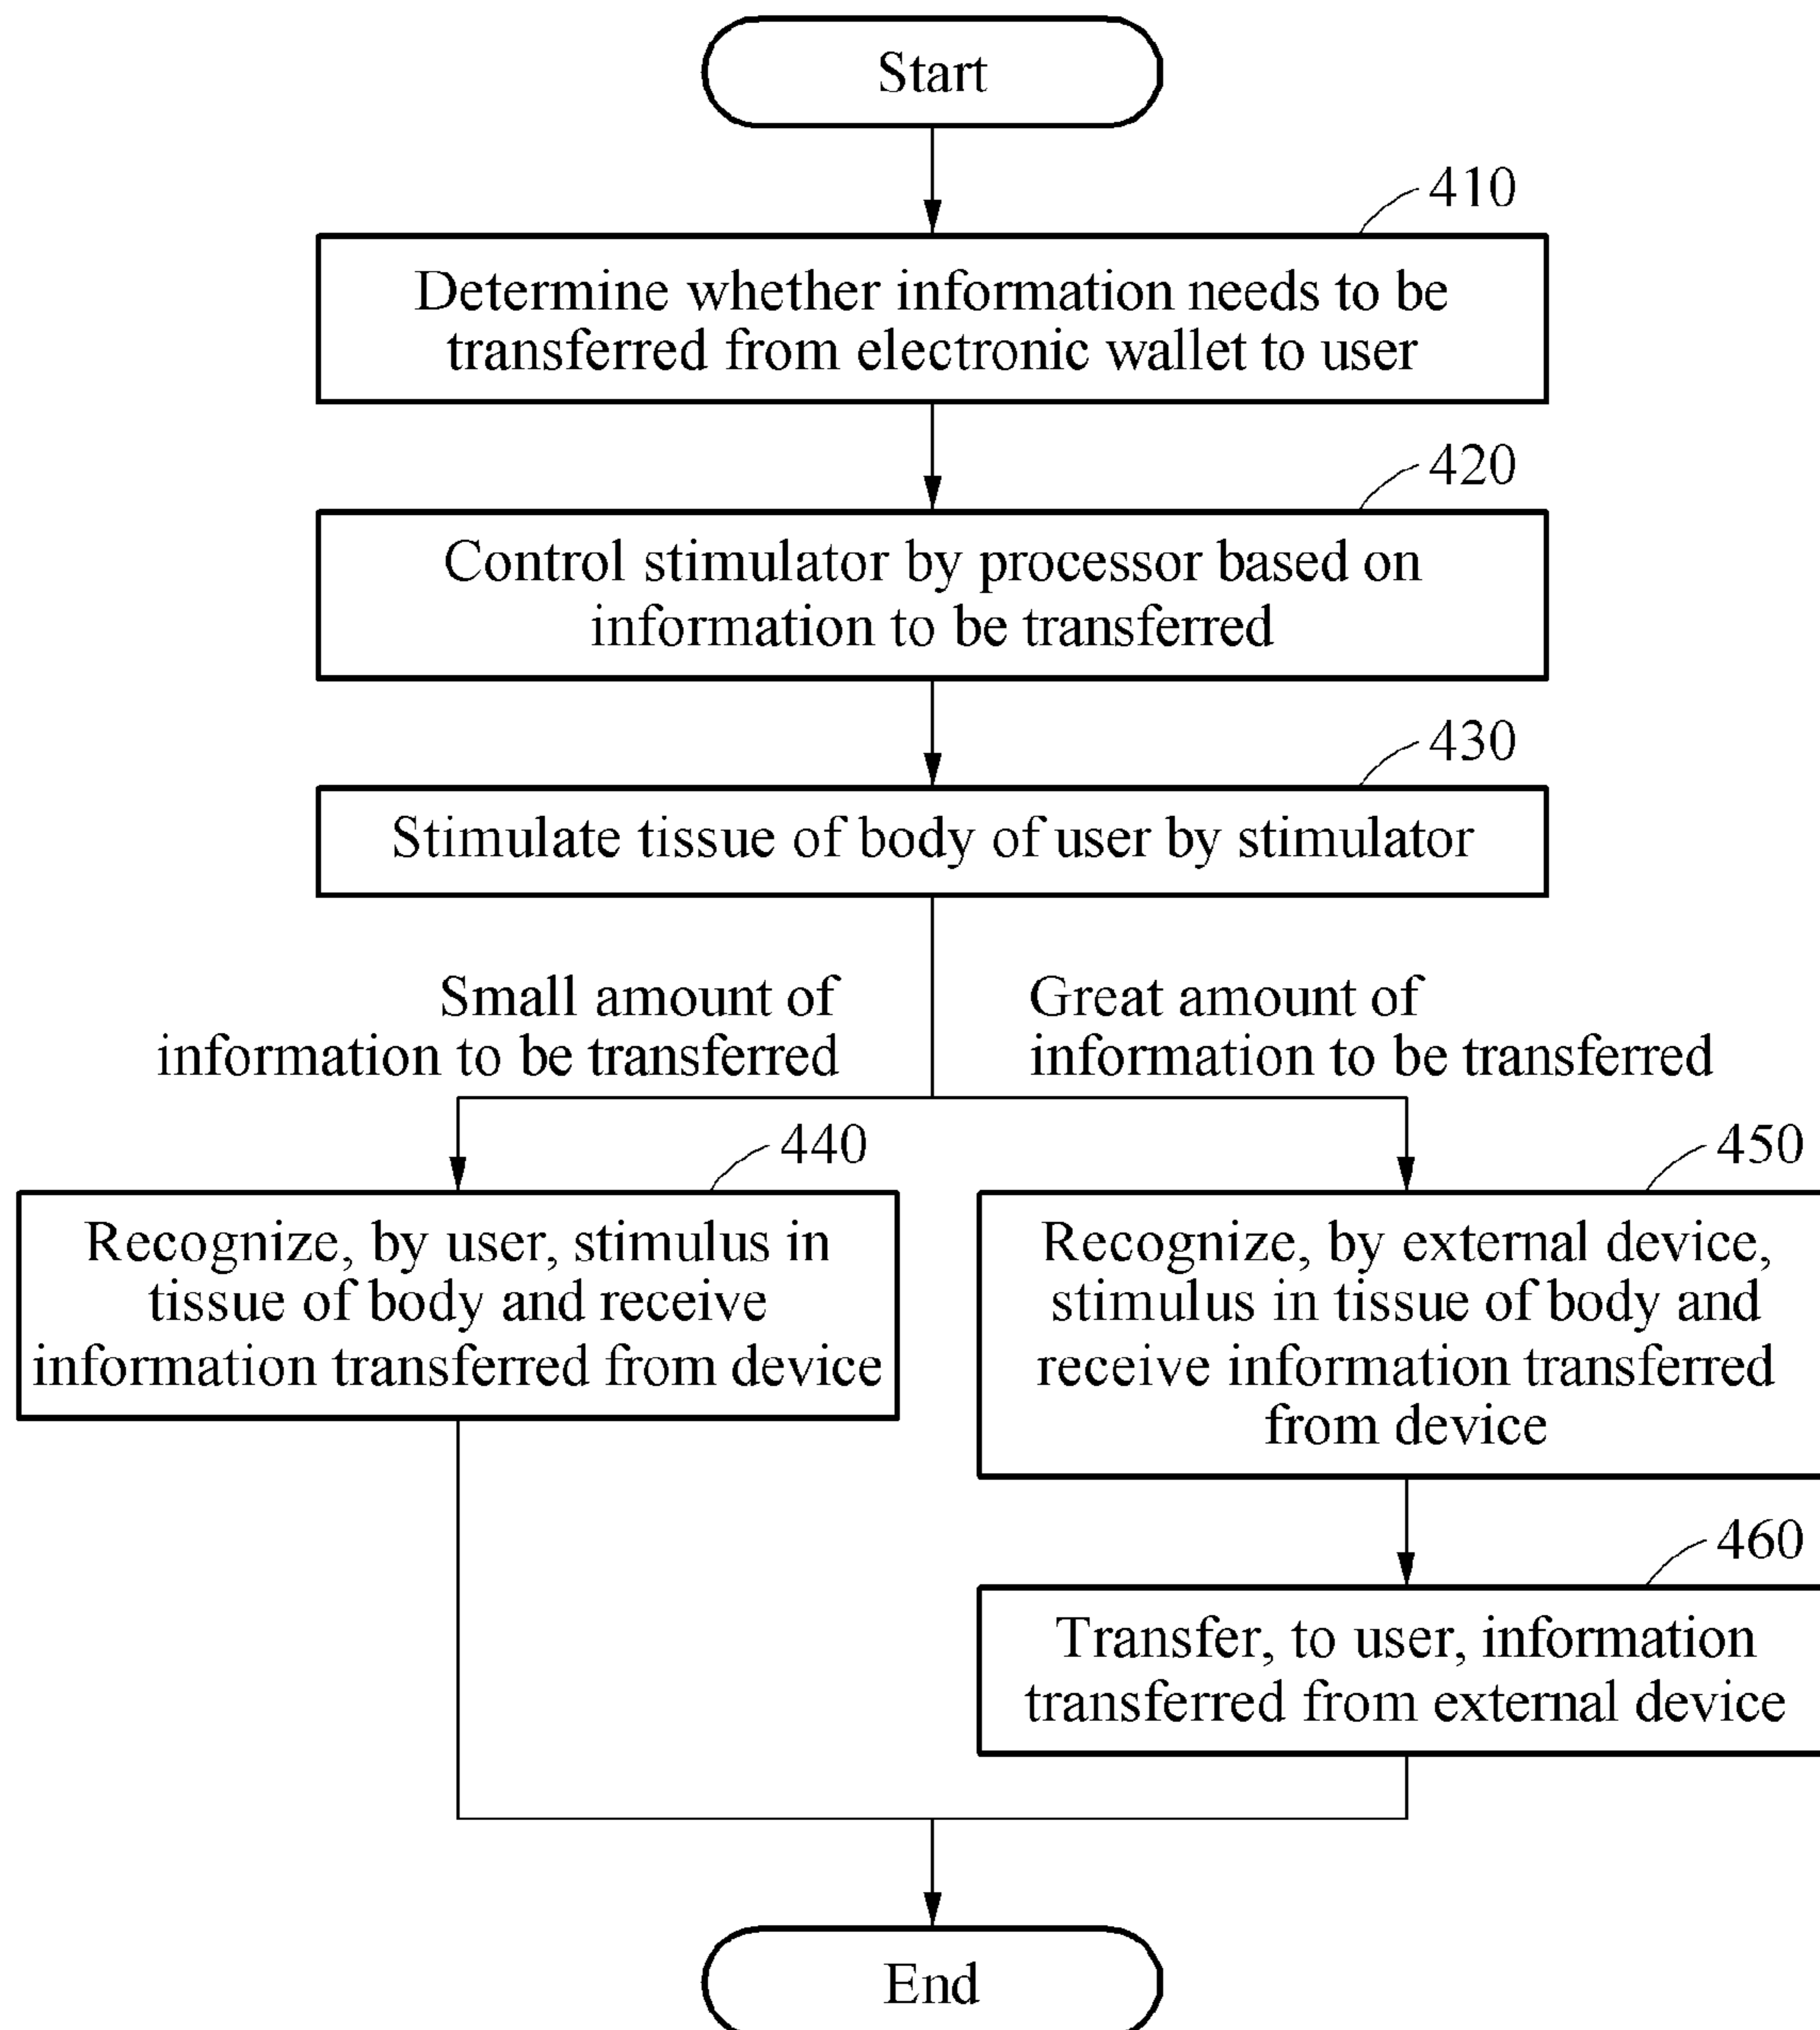 Start
410
Determine whether information needs to be
transferred from electronic wallet to user
420
Control stimulator by processor based on
information to be transferred
430
Stimulate tissue of body of user by stimulator
Small amount of
information to be transferred
Great amount of
information to be transferred
440
Recognize, by user, stimulus in
tissue of body and receive
information transferred from device
450
Recognize, by external device,
stimulus in tissue of body and
receive information transferred
from device
460
Transfer, to user, information
transferred from external device
End